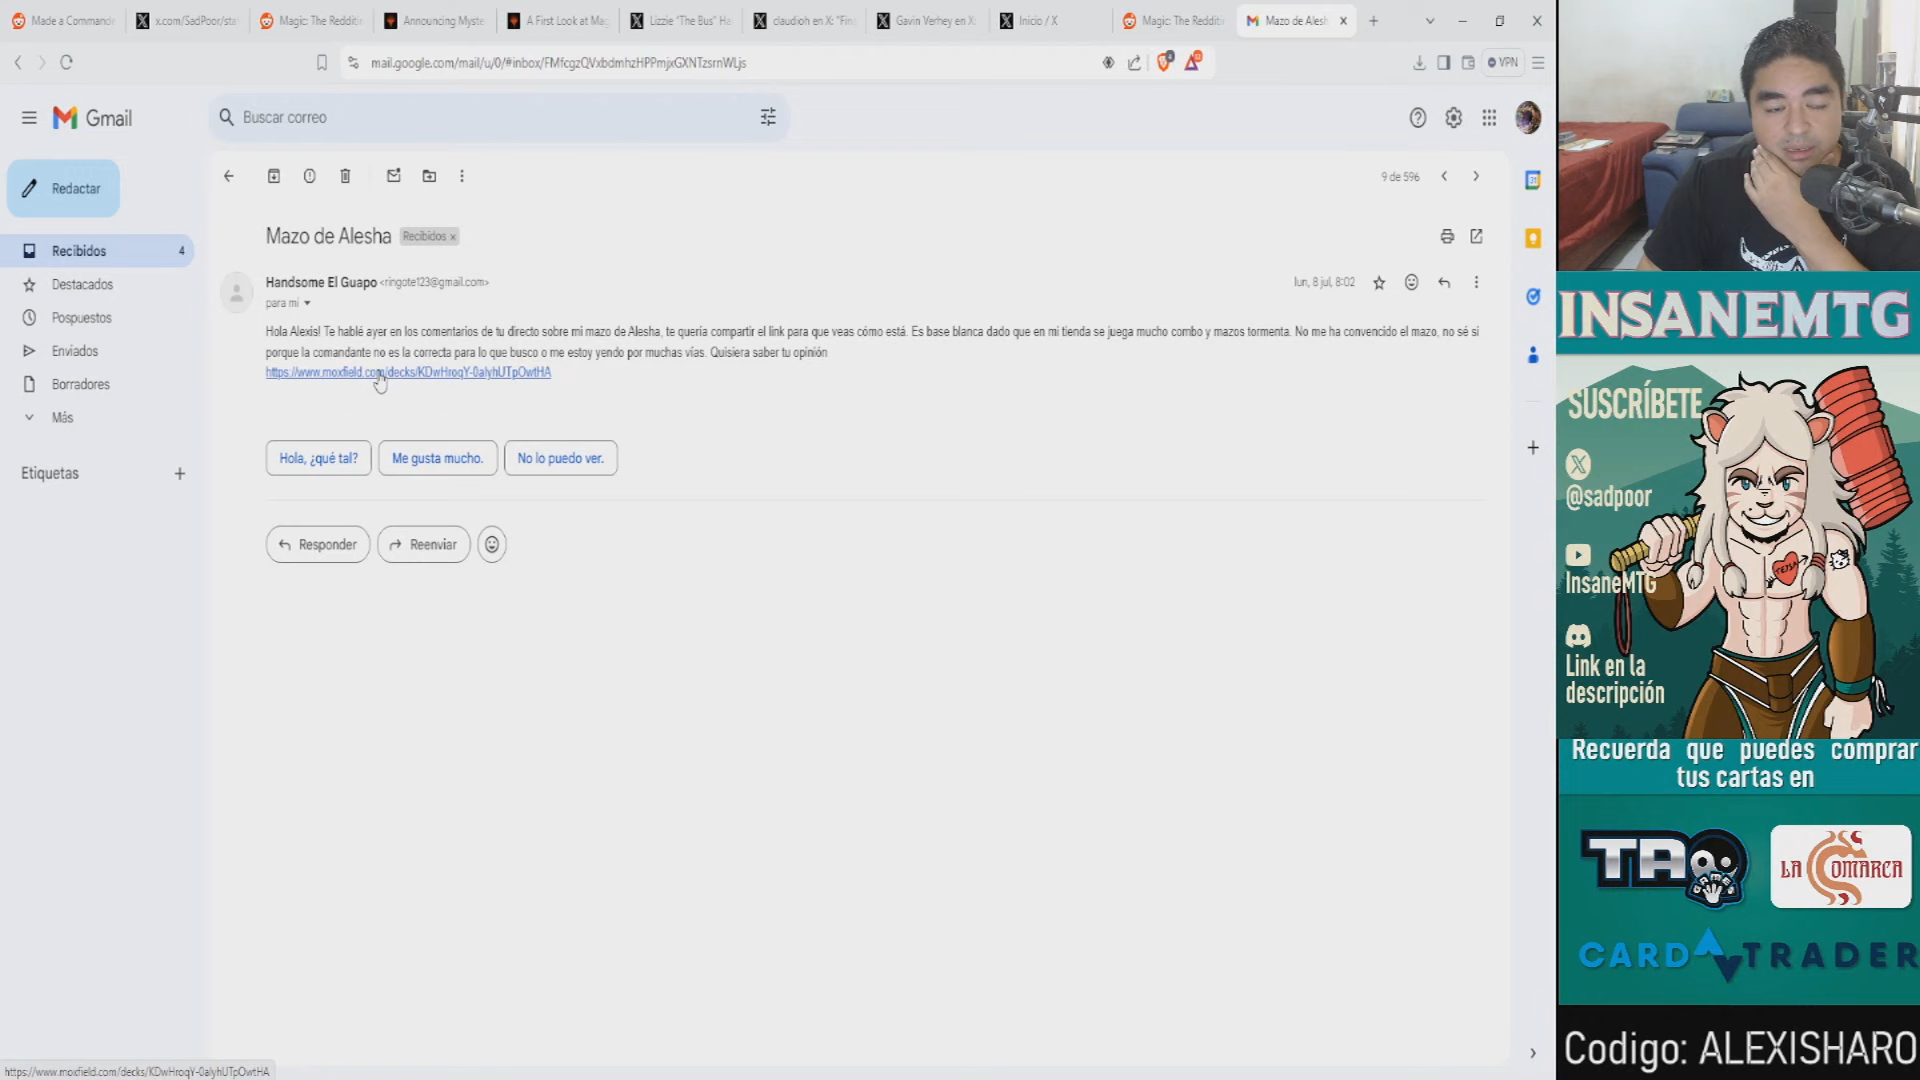 Made a Commande
x.com/SadPoor/sta
Magic: The Redditi
Announcing Myste
A First Look at Mag
Lizzie "The Bus" Ha
claudioh en X: "Fin
Gavin Verhey en X:
Inicio / X
Magic: The Redditi
Mazo de Alesh
mail.google.com/mail/u/0/#inbox/FMfcgzQVxbdmhzHPPmjxGXNTzsrnWLjs
VPN
Gmail
Buscar correo
Redactar
9 de 596
Recibidos 4
Destacados
Pospuestos
Enviados
Borradores
Más
Etiquetas
Mazo de Alesha Recibidos x
Handsome El Guapo <ringote123@gmail.com>
lun, 8 jul, 8:02
para mí
Hola Alexis! Te hablé ayer en los comentarios de tu directo sobre mi mazo de Alesha, te quería compartir el link para que veas cómo está. Es base blanca dado que en mi tienda se juega mucho combo y mazos tormenta. No me ha convencido el mazo, no sé si
porque la comandante no es la correcta para lo que busco o me estoy yendo por muchas vías. Quisiera saber tu opinión
https://www.moxfield.com/decks/KDwHroqY-0alyhUTpOwtHA
Hola, ¿qué tal?
Me gusta mucho.
No lo puedo ver.
Responder
Reenviar
https://www.moxfield.com/decks/KDwHroqY-0alyhUTpOwtHA
INSANEMTG
SUSCRÍBETE
@sadpoor
InsaneMTG
Link en la
descripción
Recuerda que puedes comprar
tus cartas en
TAO
GAMES
LA COMARCA
CARD TRADER
Codigo: ALEXISHARO